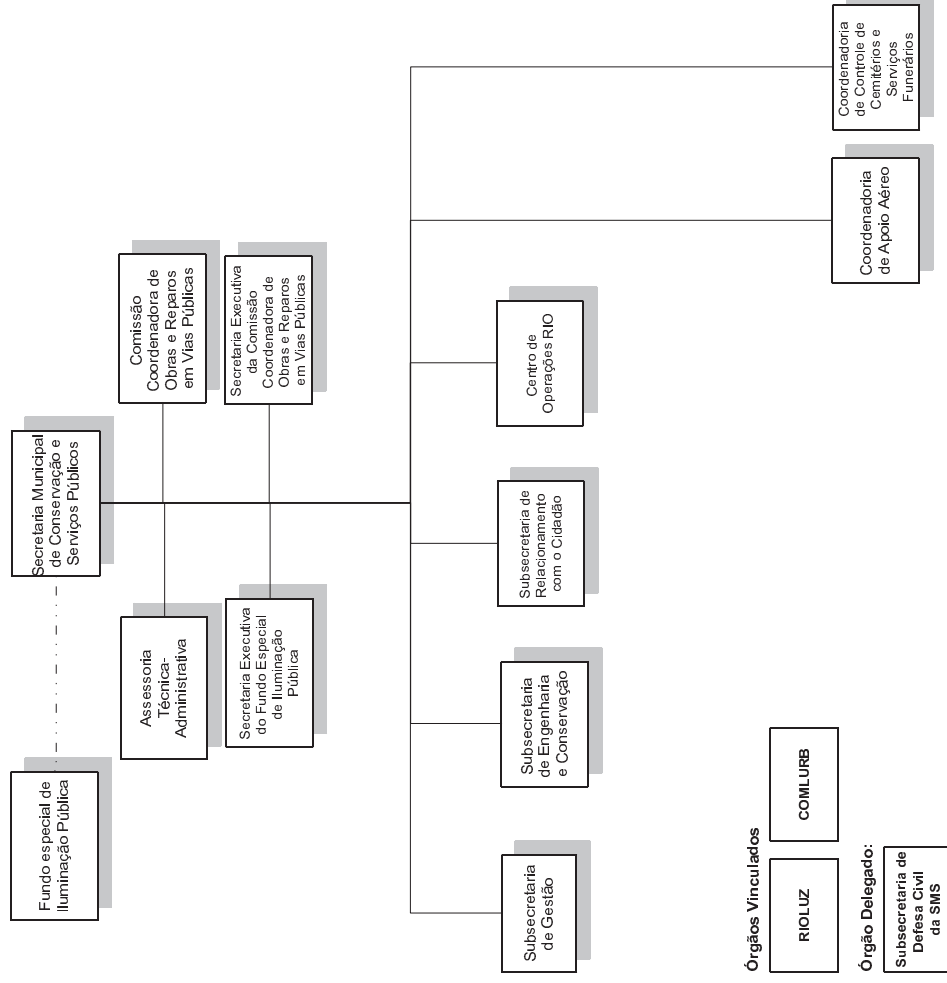 Fundo especial de
Iluminação Pública
Secretaria Municipal
de Conservação e
Serviços Públicos
Assessoria
Técnica-
Administrativa
Comissão
Coordenadora de
Obras e Reparos
em Vias Públicas
Secretaria Executiva
do Fundo Especial
de Iluminação
Pública
Secretaria Executiva
da Comissão
Coordenadora de
Obras e Reparos
em Vias Públicas
Subsecretaria
de Gestão
Subsecretaria
de Engenharia
e Conservação
Subsecretaria de
Relacionamento
com o Cidadão
Centro de
Operações RIO
Coordenadoria
de Apoio Aéreo
Coordenadoria
de Controle de
Cemitérios e
Serviços
Funerários
Órgãos Vinculados
RIOLUZ
COMLURB
Órgão Delegado:
Subsecretaria de
Defesa Civil
da SMS